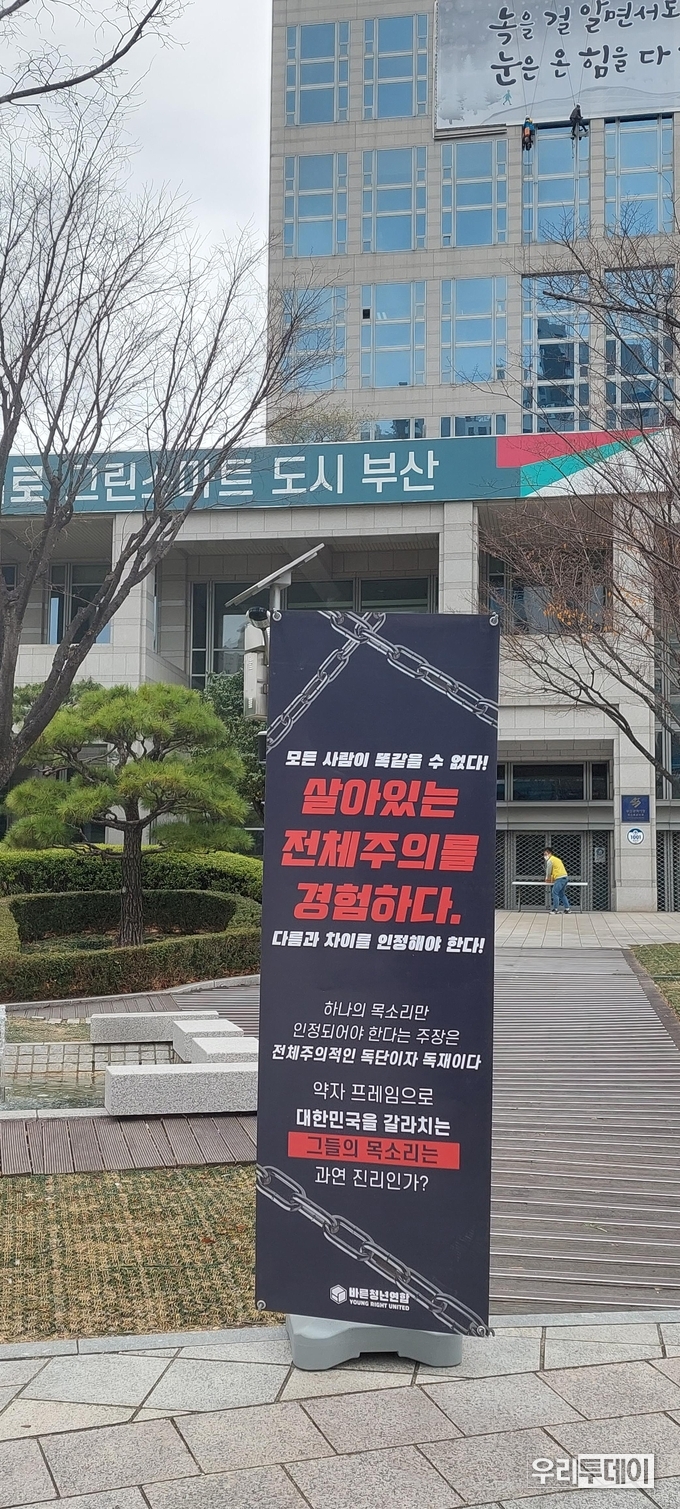 녹을 걸 알면서도
눈은 온 힘을 다
그린스마트 도시 부산
모든 사람이 똑같을 수 없다!
살아있는
전체주의를
경험하다.
다름과 차이를 인정해야 한다!
하나의 목소리만
인정되어야 한다는 주장은
전체주의적인 독단이자 독재이다
약자 프레임으로
대한민국을 갈라치는
그들의 목소리는
과연 진리인가?
바른청년연합
YOUNG RIGHT UNITED
우리투데이